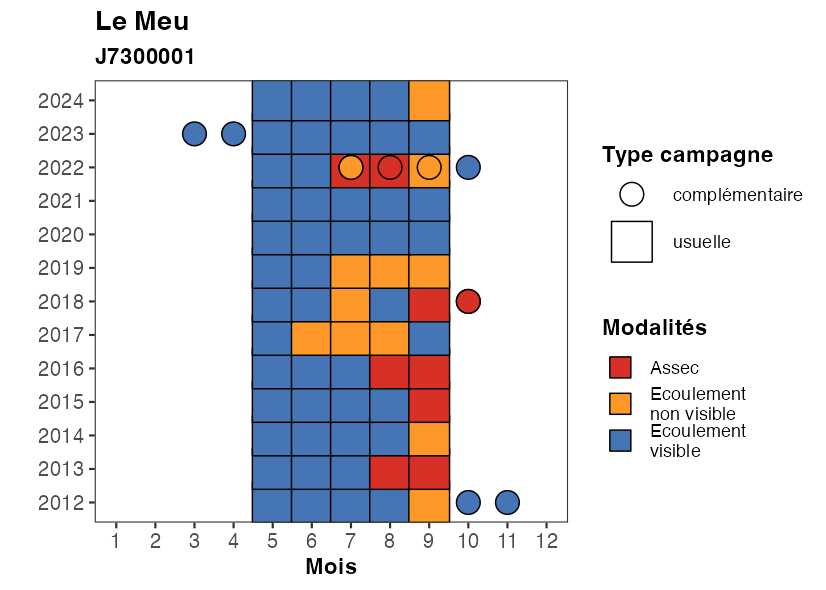 Le Meu
J7300001
2024
2023
2022
2021
2020
2019
2018
2017
2016
2015
2014
2013
2012
1 2 3 4 5 6 7 8 9 10 11 12
Mois
Type campagne
complémentaire
usuelle
Modalités
Assec
Ecoulement
non visible
Ecoulement
visible